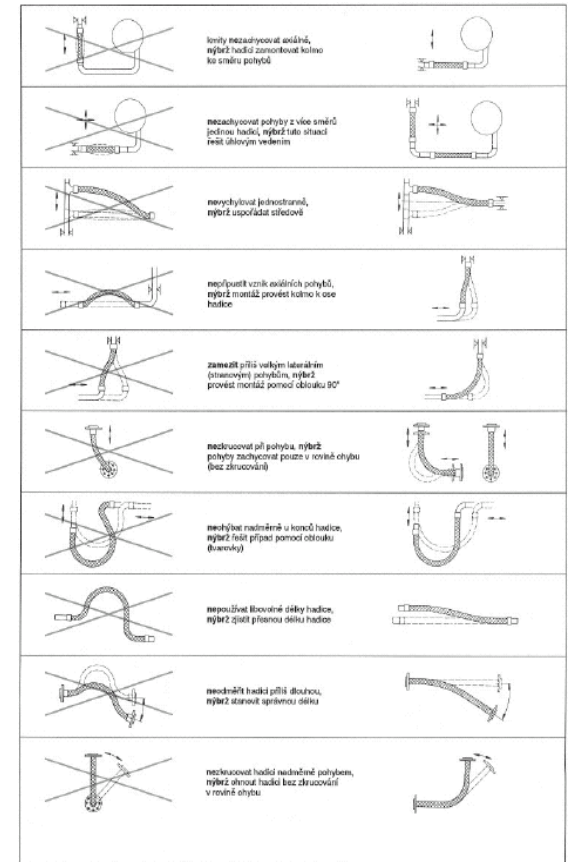 kmity nezachycovat axiálně,
nýbrž hadici zamontovat kolmo
ke směru pohybů
nezachycovat pohyby z více směrů
jedinou hadicí, nýbrž tuto situaci
řešit úhlovým vedením
nevychylovat jednostranně,
nýbrž uspořádat středově
nepřipustit vznik axiálních pohybů,
nýbrž montáž provést kolmo k ose
hadice
zamezit příliš velkým laterálním
(stranovým) pohybům, nýbrž
provést montáž pomocí oblouku 90°
nezkrucovat při pohybu, nýbrž
pohyby zachycovat pouze v rovině ohybu
(bez zkrucování)
neohýbat nadměrně u konců hadice,
nýbrž řešit případ pomocí oblouku
(tvarovky)
nepoužívat libovolné délky hadice,
nýbrž zjistit přesnou délku hadice
neodměřit hadici příliš dlouhou,
nýbrž stanovit správnou délku
nezkrucovat hadici nadměrně pohybem,
nýbrž ohnout hadici bez zkrucování
v rovině ohybu